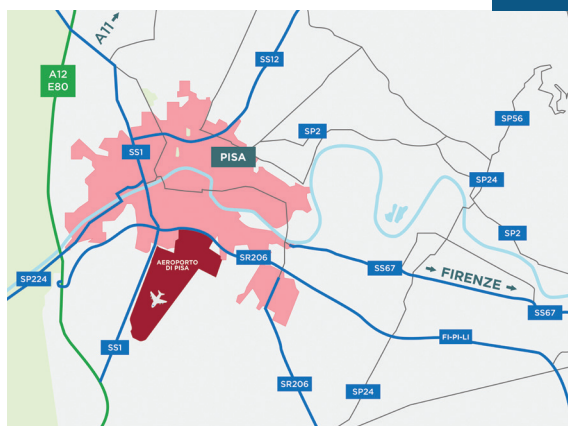 A11
A12
E80
SS12
SP56
SP2
SS1
PISA
SP24
SP2
AEROPORTO
DI PISA
SR206
SS67
FIRENZE
SP224
SS67
SS1
FI-PI-LI
SR206
SP24